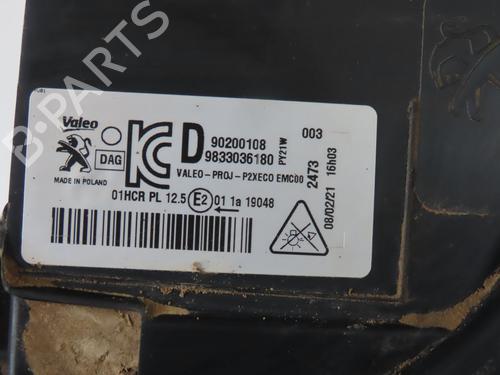 Valeo
DAG
MADE IN POLAND
KC
D
90200108
9833036180
PY21W
003
VALEO-PROJ-P2XECO EMC00
2473
08/02/21 16h03
01HCR PL 12.5 E2 01 1a 19048
B-PARTS